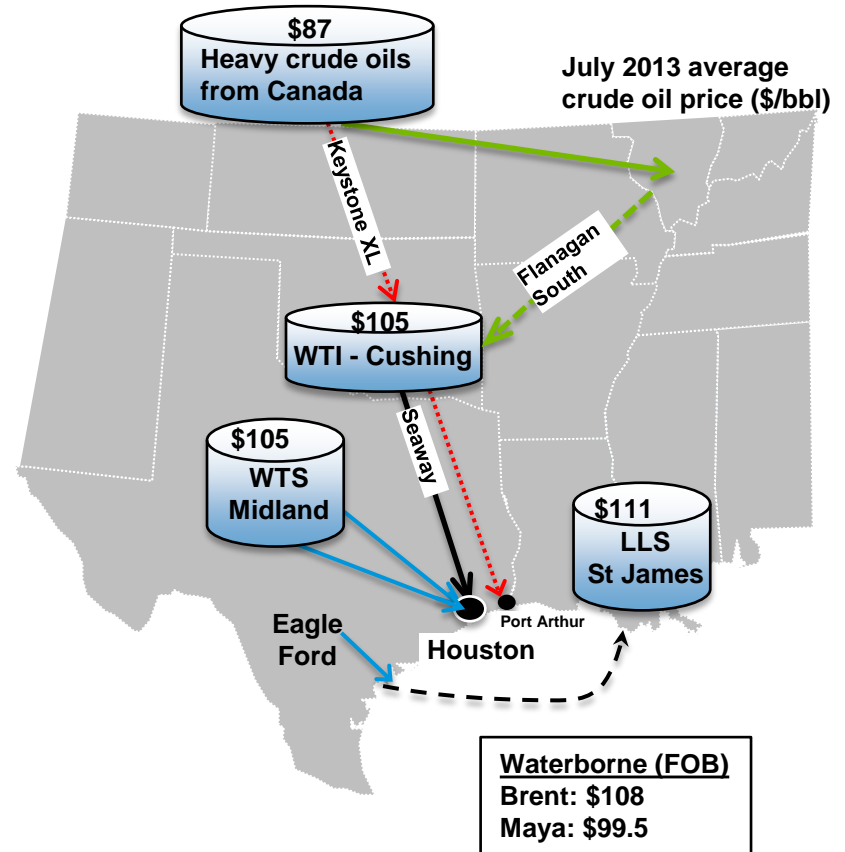 $87
Heavy crude oils
from Canada
July 2013 average
crude oil price ($/bbl)
Keystone XL
Flanagan
South
$105
WTI - Cushing
Seaway
$105
WTS
Midland
$111
LLS
St James
Port Arthur
Eagle
Ford
Houston
Waterborne (FOB)
Brent: $108
Maya: $99.5